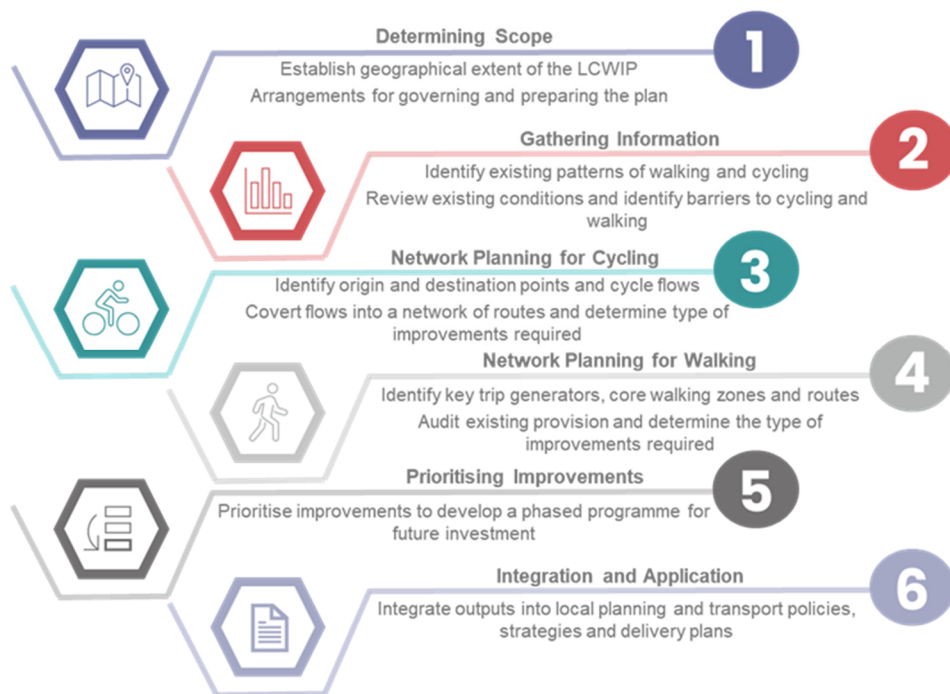 Determining Scope
1
Establish geographical extent of the LCWIP
Arrangements for governing and preparing the plan
Gathering Information
2
Identify existing patterns of walking and cycling
Review existing conditions and identify barriers to cycling and
walking
Network Planning for Cycling
3
Identify origin and destination points and cycle flows
Covert flows into a network of routes and determine type of
improvements required
Network Planning for Walking
4
Identify key trip generators, core walking zones and routes
Audit existing provision and determine the type of
improvements required
Prioritising Improvements
5
Prioritise improvements to develop a phased programme for
future investment
Integration and Application
6
Integrate outputs into local planning and transport policies,
strategies and delivery plans